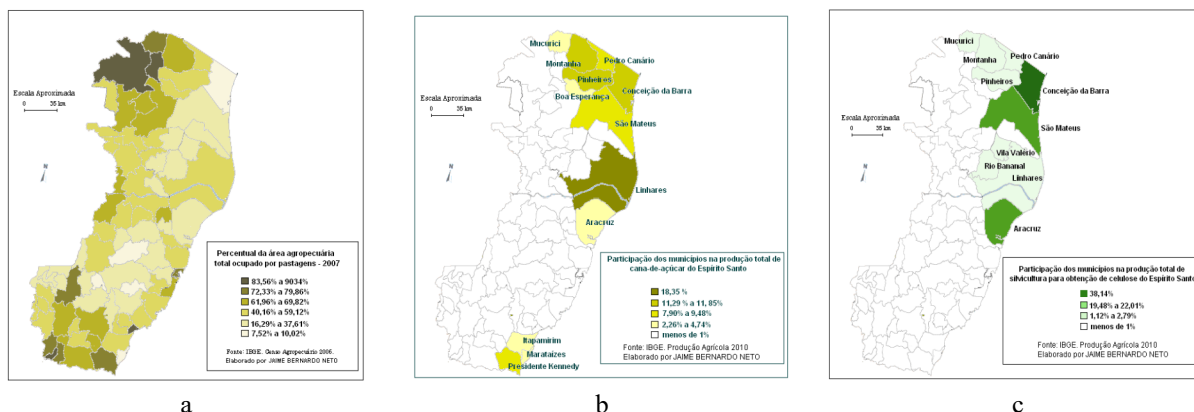 Escala Aproximada
0 35 km
N
Percentual da área agropecuária
total ocupado por pastagens - 2007
83,56% a 9034%
72,33% a 79,86%
61,96% a 69,82%
40,16% a 59,12%
16,29% a 37,61%
7,52% a 10,02%
Fonte: IBGE. Censo Agropecuário 2006.
Elaborado por JAIME BERNARDO NETO
a
Mucurici
Montanha
Pedro Canário
Pinheiros
Conceição da Barra
Boa Esperança
São Mateus
Linhares
Aracruz
Itapamirim
Marataízes
Presidente Kennedy
Escala Aproximada
0 35 km
N
Participação dos municípios na produção total de
cana-de-açúcar do Espírito Santo
18,35 %
11,29 % a 11,85%
7,90% a 9,48%
2,26% a 4,74%
menos de 1%
Fonte: IBGE. Produção Agrícola 2010
Elaborado por JAIME BERNARDO NETO
b
Mucurici
Montanha
Pedro Canário
Pinheiros
Conceição da Barra
São Mateus
Vila Valério
Rio Bananal
Linhares
Aracruz
Escala Aproximada
0 35 km
N
Participação dos municípios na produção total de
silvicultura para obtenção de celulose do Espírito Santo
38,14%
19,48% a 22,01%
1,12% a 2,79%
menos de 1%
Fonte: IBGE. Produção Agrícola 2010
Elaborado por JAIME BERNARDO NETO
c